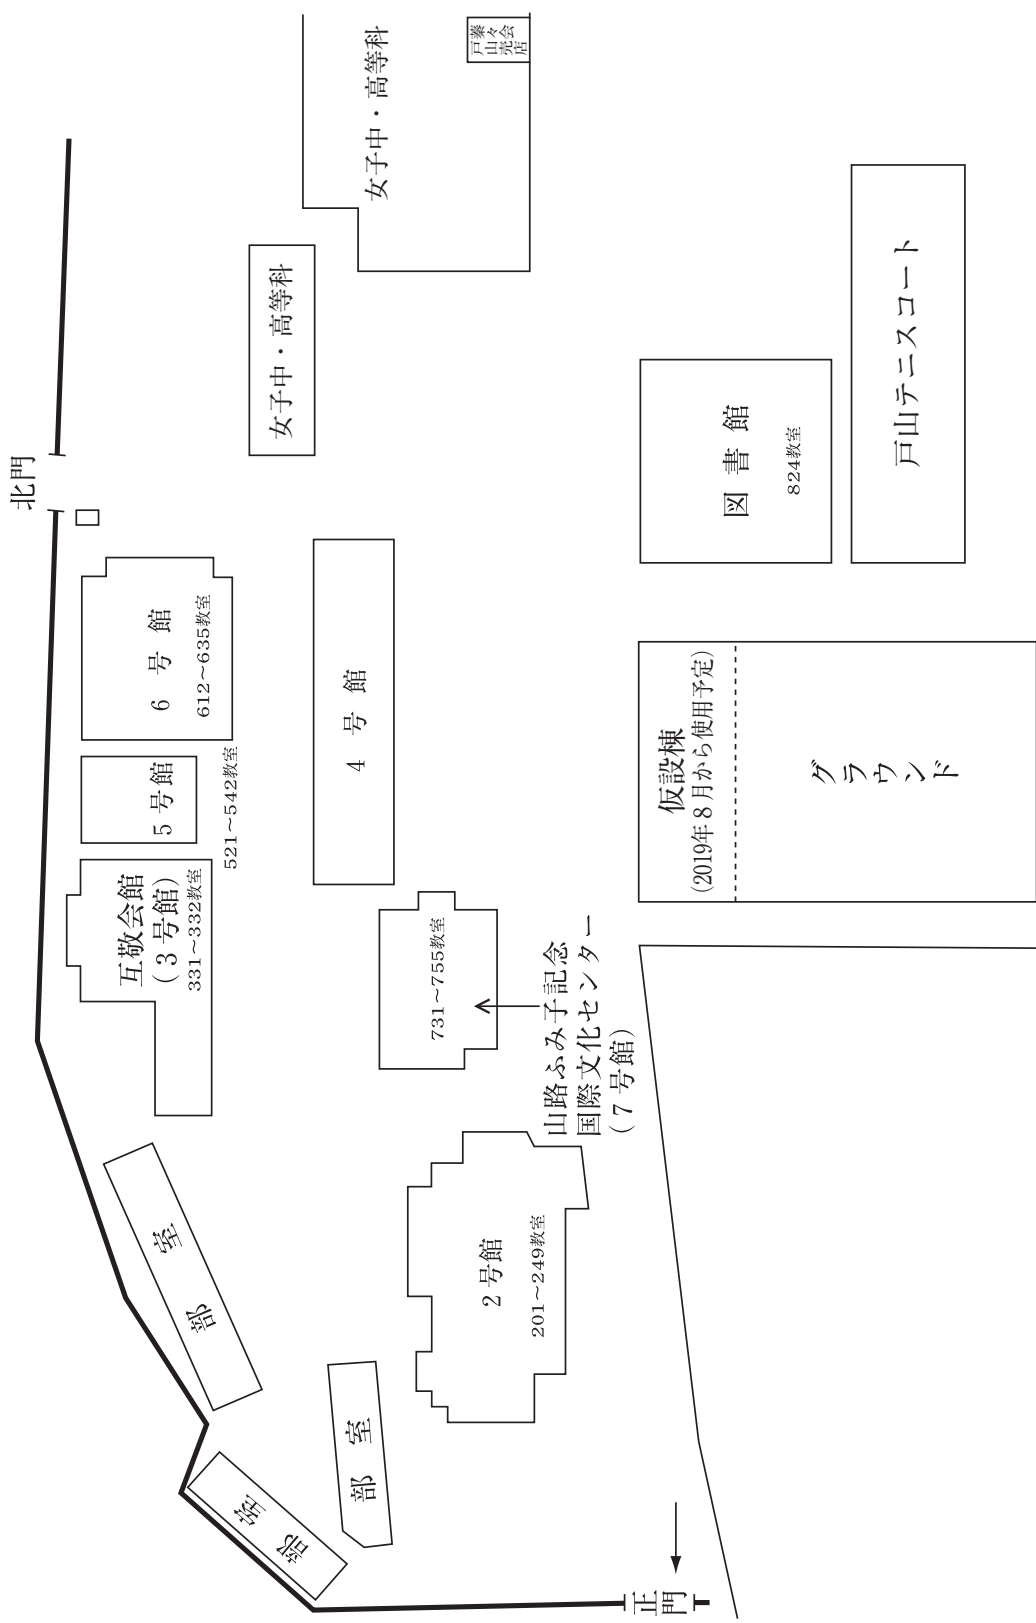 北門
女子中・高等科
戸山売店
蓁々会
女子中・高等科
6 号 館
612〜635教室
5 号館
521〜542教室
互敬会館
(3 号館)
331〜332教室
4 号 館
731〜755教室
山路ふみ子記念
国際文化センター
(7 号館)
2 号館
201〜249教室
部 室
部 室
部 室
図 書 館
824教室
戸山テニスコート
仮設棟
(2019年 8 月から使用予定)
グラウンド
正門